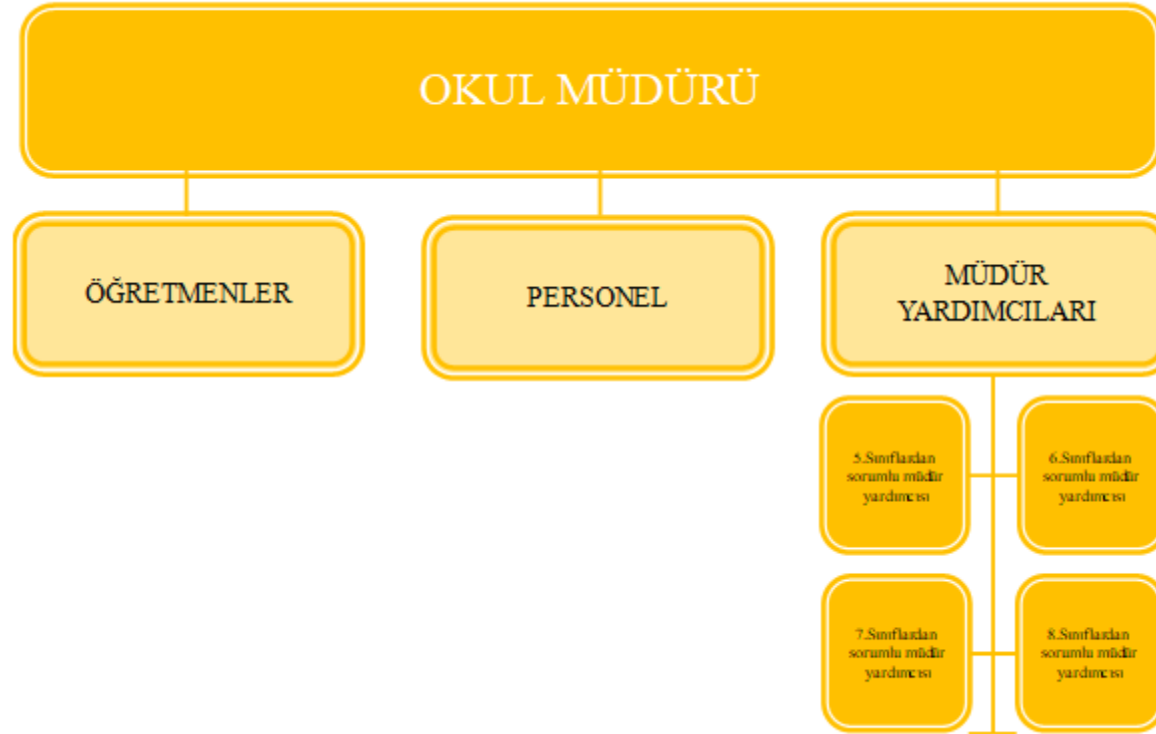 OKUL MÜDÜRÜ
ÖĞRETMENLER
PERSONEL
MÜDÜR
YARDIMCILARI
5.Sınıflardan
sorumlu müdür
yardımcısı
6.Sınıflardan
sorumlu müdür
yardımcısı
7.Sınıflardan
sorumlu müdür
yardımcısı
8.Sınıflardan
sorumlu müdür
yardımcısı